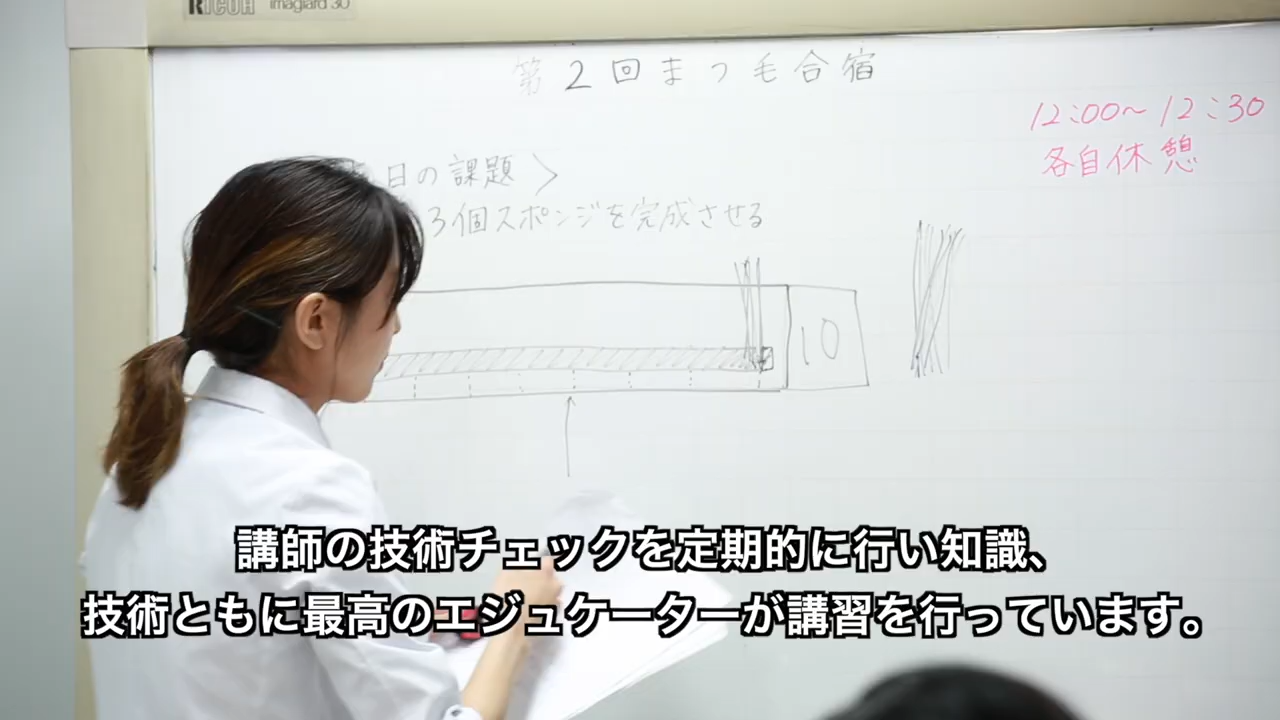 RICOH imagiard 30
第2回まつ毛合宿
12:00〜12:30
各自休憩
日の課題>
3個スポンジを完成させる
10
講師の技術チェックを定期的に行い知識、
技術ともに最高のエジュケーターが講習を行っています。